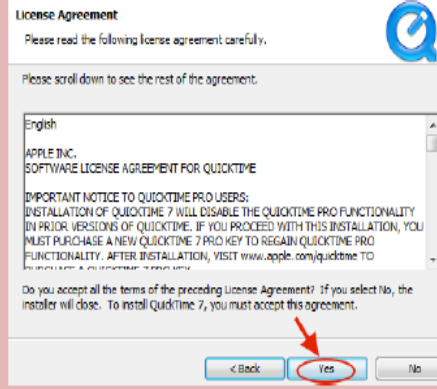 License Agreement
Please read the following license agreement carefully.
Please scroll down to see the rest of the agreement.
English
APPLE INC.
SOFTWARE LICENSE AGREEMENT FOR QUICKTIME
IMPORTANT NOTICE TO QUICKTIME PRO USERS:
INSTALLATION OF QUICKTIME 7 WILL DISABLE THE QUICKTIME PRO FUNCTIONALITY
IN PRIOR VERSIONS OF QUICKTIME. IF YOU PROCEED WITH THIS INSTALLATION, YOU
MUST PURCHASE A NEW QUICKTIME 7 PRO KEY TO REGAIN QUICKTIME PRO
FUNCTIONALITY. AFTER INSTALLATION, VISIT www.apple.com/quicktime TO
PURCHASE A QUICKTIME 7 PRO KEY
Do you accept all the terms of the preceding License Agreement? If you select No, the
installer will close. To install QuickTime 7, you must accept this agreement.
< Back
Yes
No